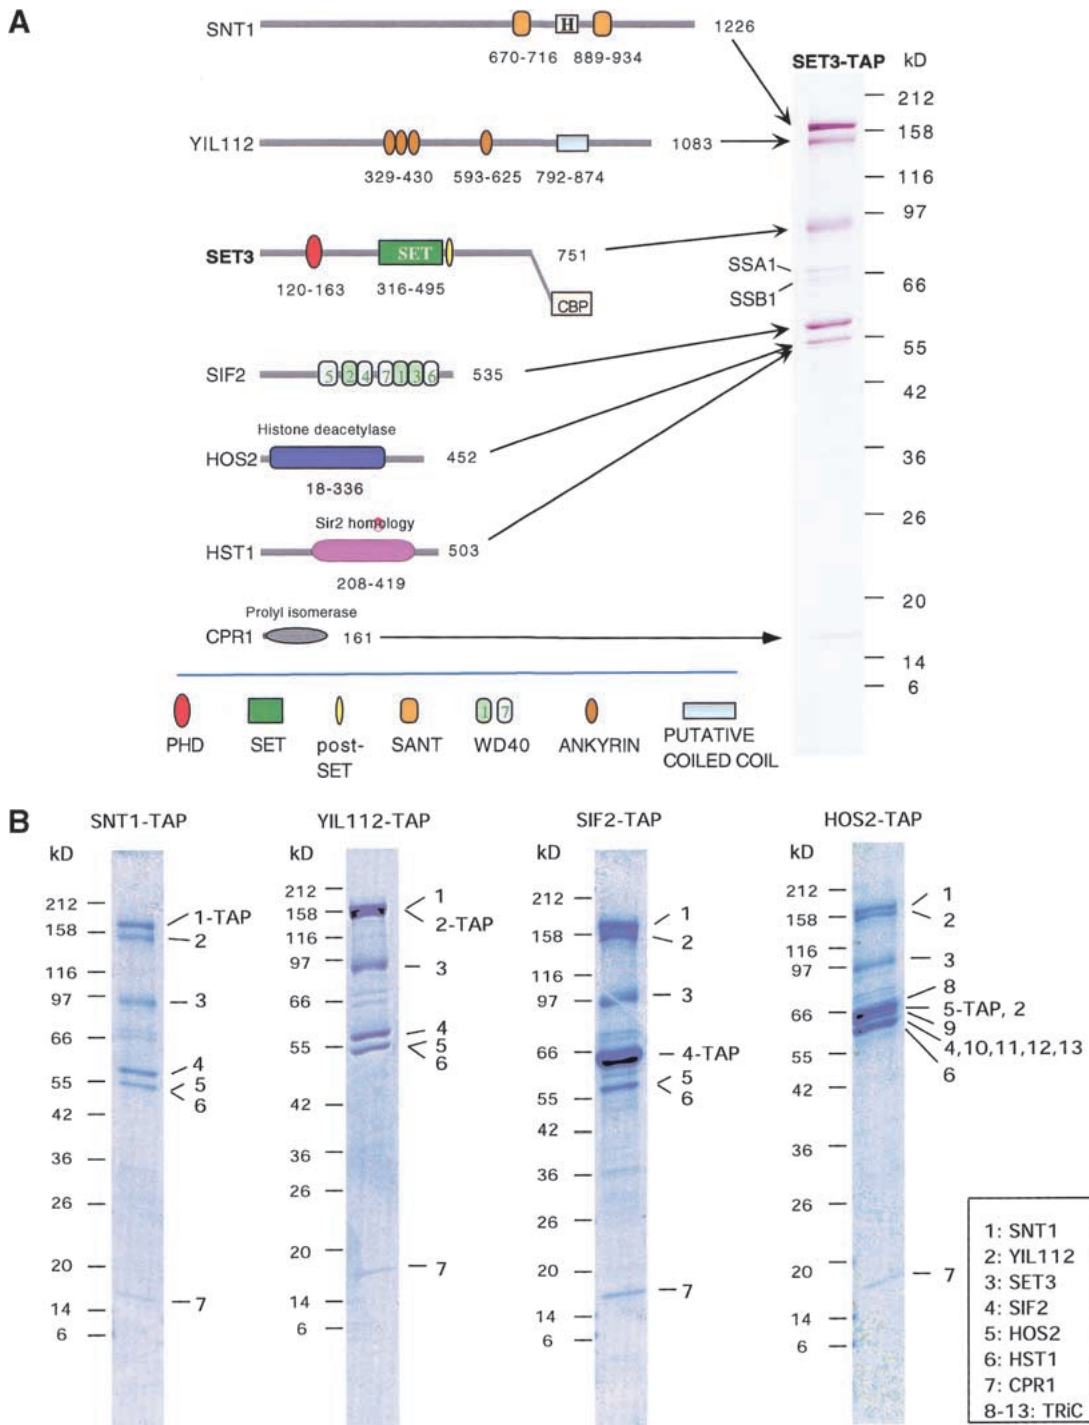 A
SNT1
H
1226
670-716
889-934
SET3-TAP
kD
212
158
116
97
66
55
42
36
26
20
14
6
YIL112
1083
329-430
593-625
792-874
SET3
SET
751
120-163
316-495
CBP
SSA1
SSB1
SIF2
5
2
4
7
1
3
6
535
Histone deacetylase
HOS2
452
18-336
Sir2 homology
HST1
503
208-419
Prolyl isomerase
CPR1
161
1
7
PHD
SET
post-
SET
SANT
WD40
ANKYRIN
PUTATIVE
COILED COIL
B
SNT1-TAP
kD
212
158
116
97
66
55
42
36
26
20
14
6
1-TAP
2
3
4
5
6
7
YIL112-TAP
kD
212
158
116
97
66
55
42
36
26
20
14
6
1
2-TAP
3
4
5
6
7
SIF2-TAP
kD
212
158
116
97
66
55
42
36
26
20
14
6
1
2
3
4-TAP
5
6
7
HOS2-TAP
kD
212
158
116
97
66
55
42
36
26
20
14
6
1
2
3
8
5-TAP, 2
9
4,10,11,12,13
6
7
1: SNT1
2: YIL112
3: SET3
4: SIF2
5: HOS2
6: HST1
7: CPR1
8-13: TRiC